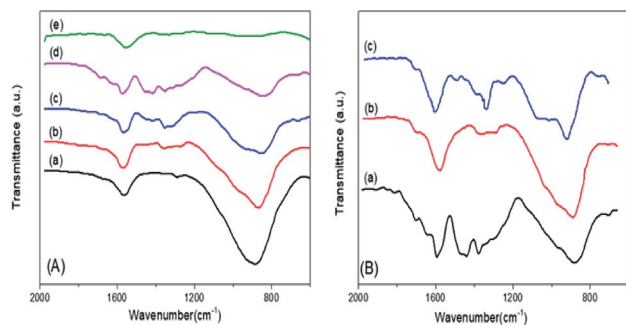 (e)
(d)
(c)
(b)
(a)
(A)
Transmittance (a.u.)
2000 1600 1200 800
Wavenumber(cm-1)
(c)
(b)
(a)
(B)
Transmittance (a.u.)
2000 1600 1200 800
Wavenumber(cm-1)